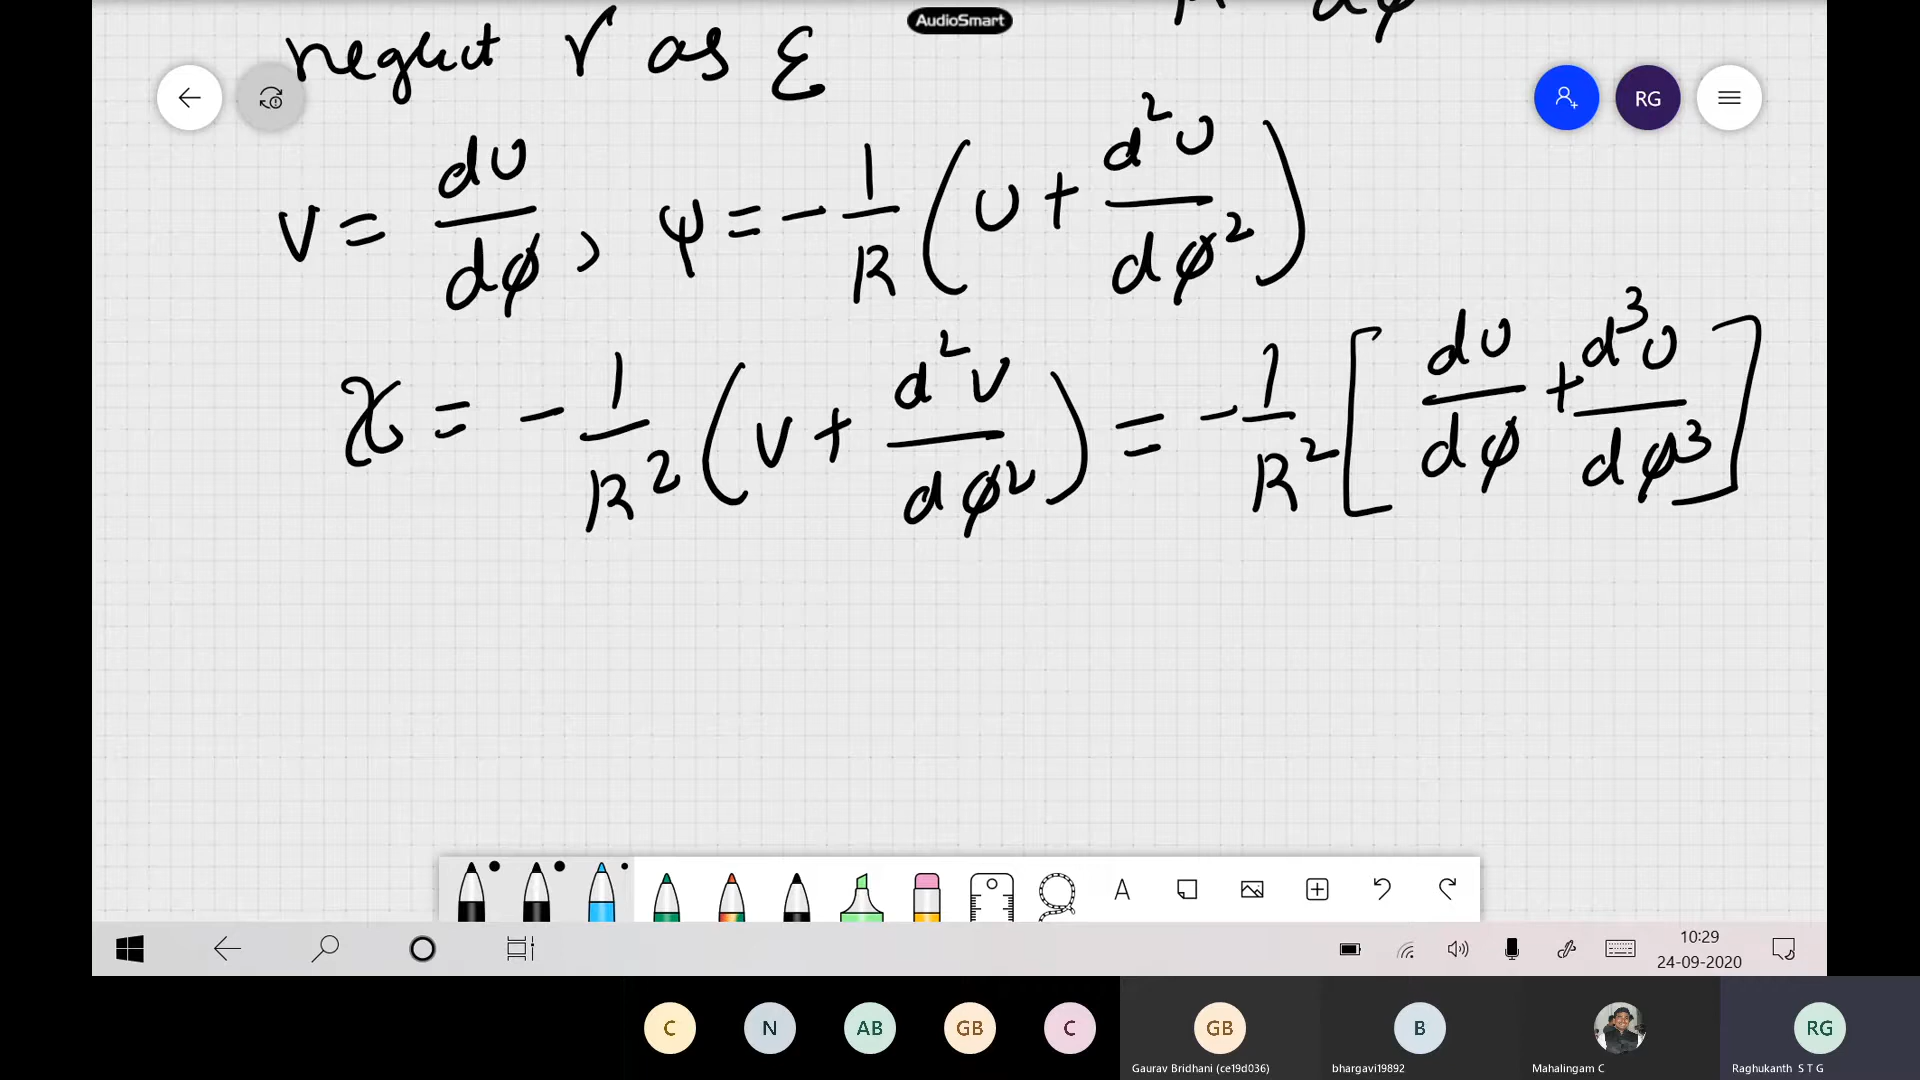 AudioSmart
neglect γ as ε
RG
v = du/dφ, ψ = -1/R (u + d²u/dφ²)
χ = -1/R² (v + d²v/dφ²) = -1/R² [du/dφ + d³u/dφ³]
A
10:29
24-09-2020
C N AB GB C GB B RG
Gaurav Bridhani (ce19d036) bhargavi19892 Mahalingam C Raghukanth S T G